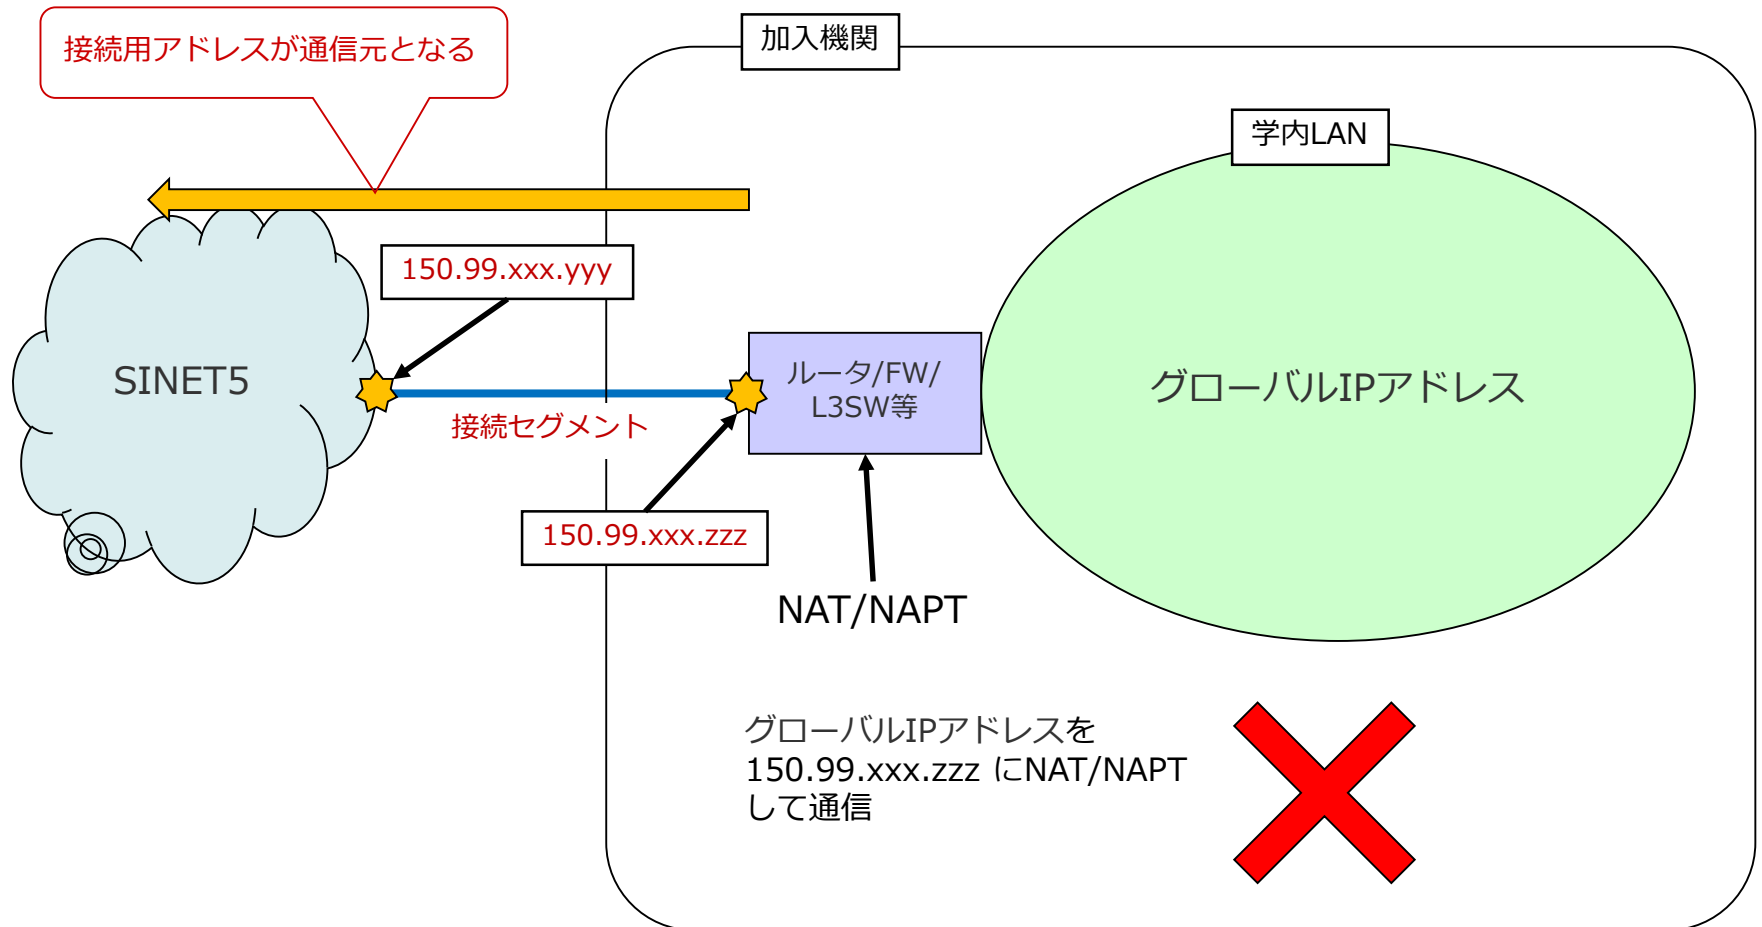 接続用アドレスが通信元となる
加入機関
学内LAN
150.99.xxx.yyy
SINET5
ルータ/FW/
L3SW等
グローバルIPアドレス
接続セグメント
150.99.xxx.zzz
NAT/NAPT
グローバルIPアドレスを
150.99.xxx.zzz にNAT/NAPT
して通信